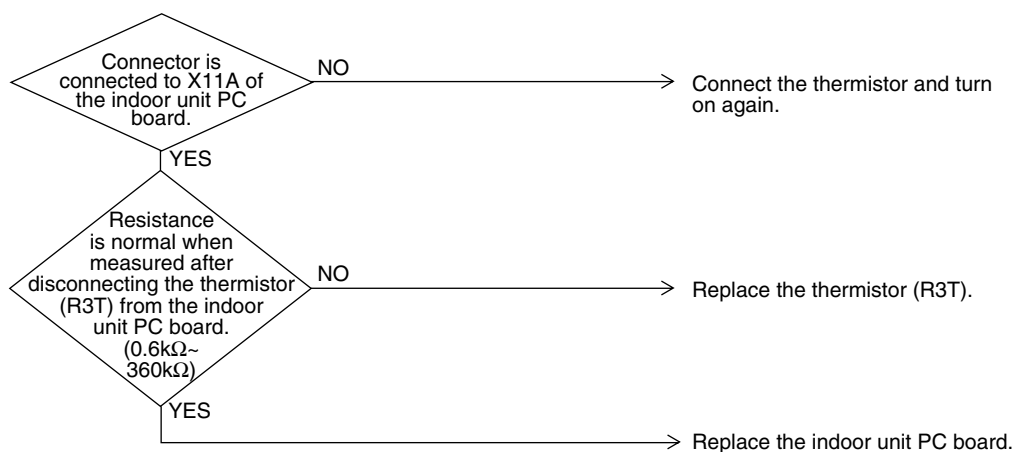 Connector is
connected to X11A of
the indoor unit PC
board.
NO
Connect the thermistor and turn
on again.
YES
Resistance
is normal when
measured after
disconnecting the thermistor
(R3T) from the indoor
unit PC board.
(0.6kΩ~
360kΩ)
NO
Replace the thermistor (R3T).
YES
Replace the indoor unit PC board.